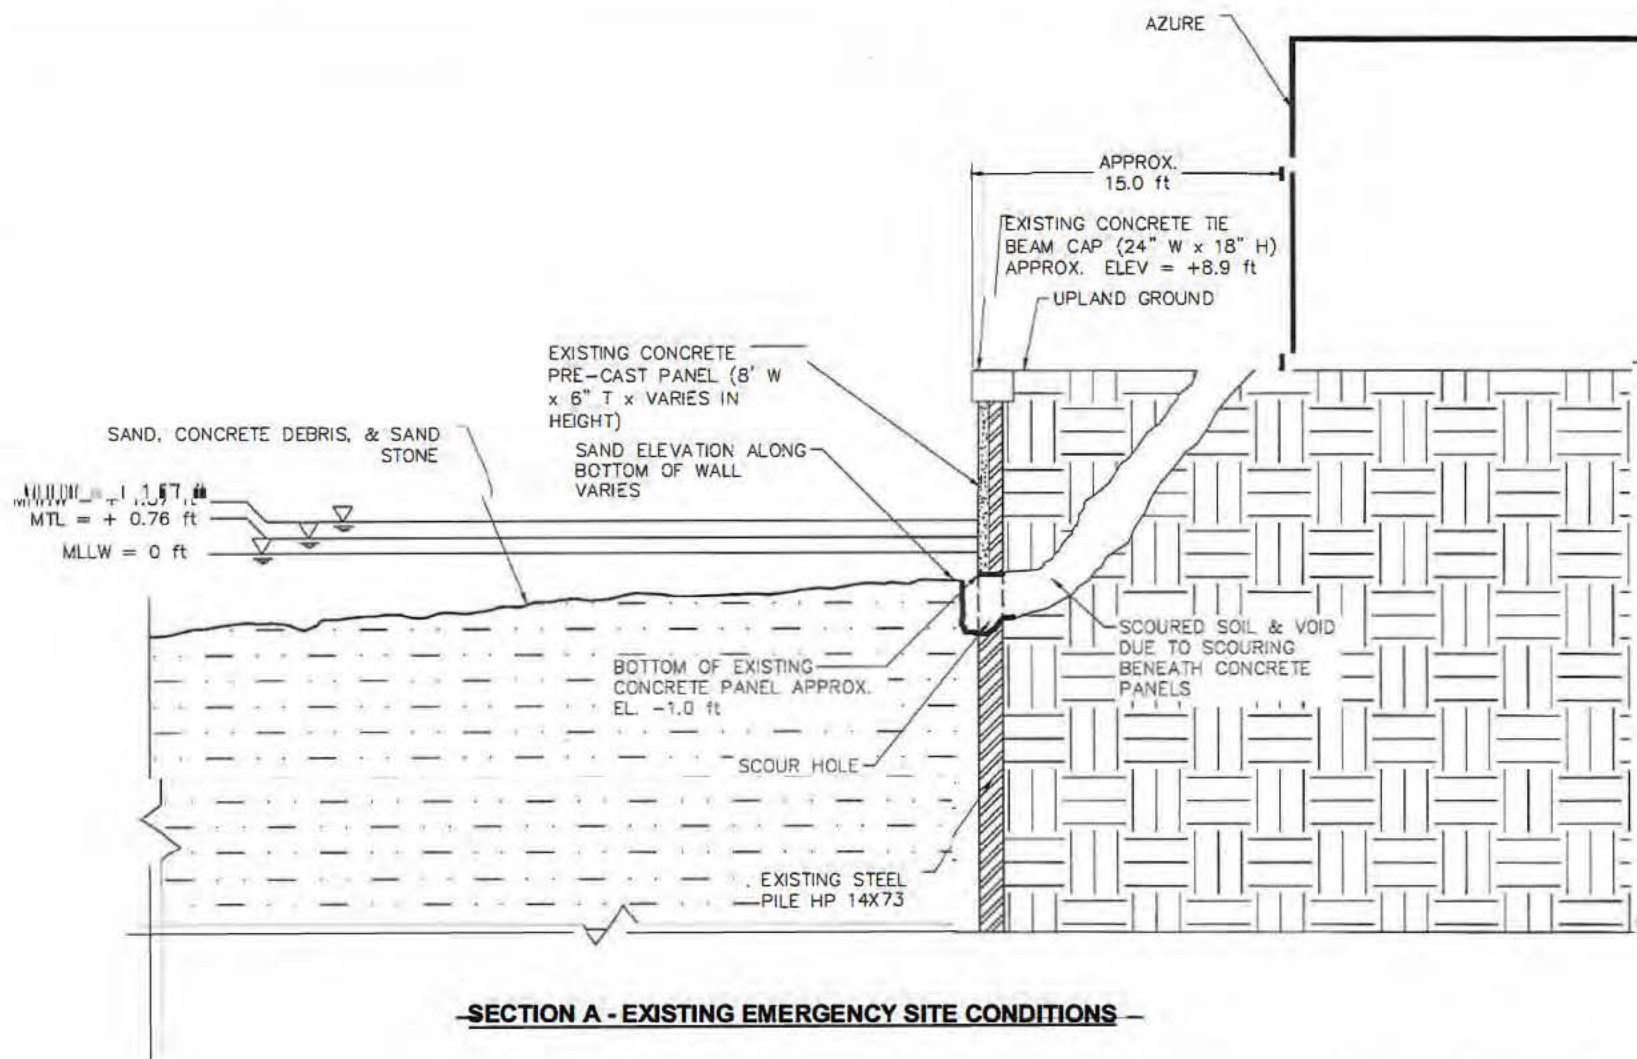 AZURE
APPROX.
15.0 ft
EXISTING CONCRETE TIE
BEAM CAP (24" W x 18" H)
APPROX. ELEV = +8.9 ft
UPLAND GROUND
EXISTING CONCRETE
PRE-CAST PANEL (8' W
x 6" T x VARIES IN
HEIGHT)
SAND, CONCRETE DEBRIS, & SAND
STONE
SAND ELEVATION ALONG
BOTTOM OF WALL
VARIES
MTL = + 0.76 ft
MLLW = 0 ft
SCOURED SOIL & VOID
DUE TO SCOURING
BENEATH CONCRETE
PANELS
BOTTOM OF EXISTING
CONCRETE PANEL APPROX.
EL. -1.0 ft
SCOUR HOLE
EXISTING STEEL
PILE HP 14X73
SECTION A - EXISTING EMERGENCY SITE CONDITIONS